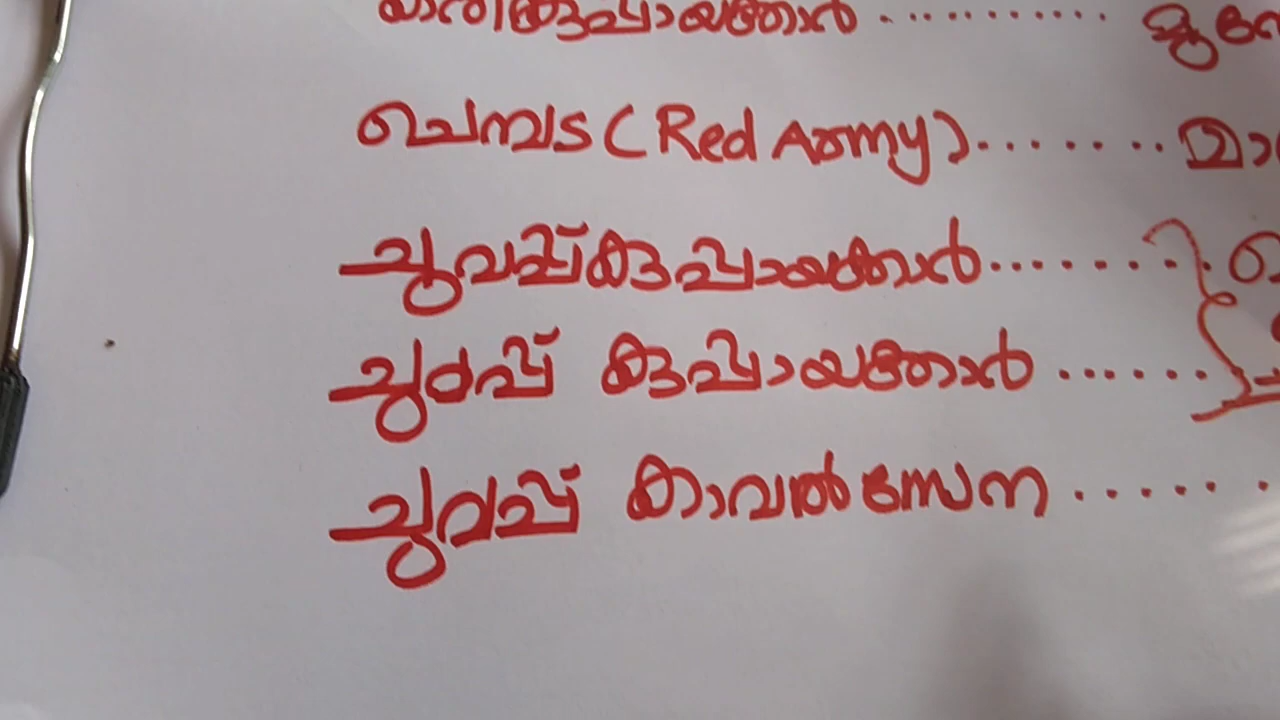 ചെമ്പട (Red Army).......
ചുവപ്പ്കുപ്പായക്കാർ........
ചുവപ്പ് കുപ്പായക്കാർ ......
ചുവപ്പ് കാവൽസേന ......